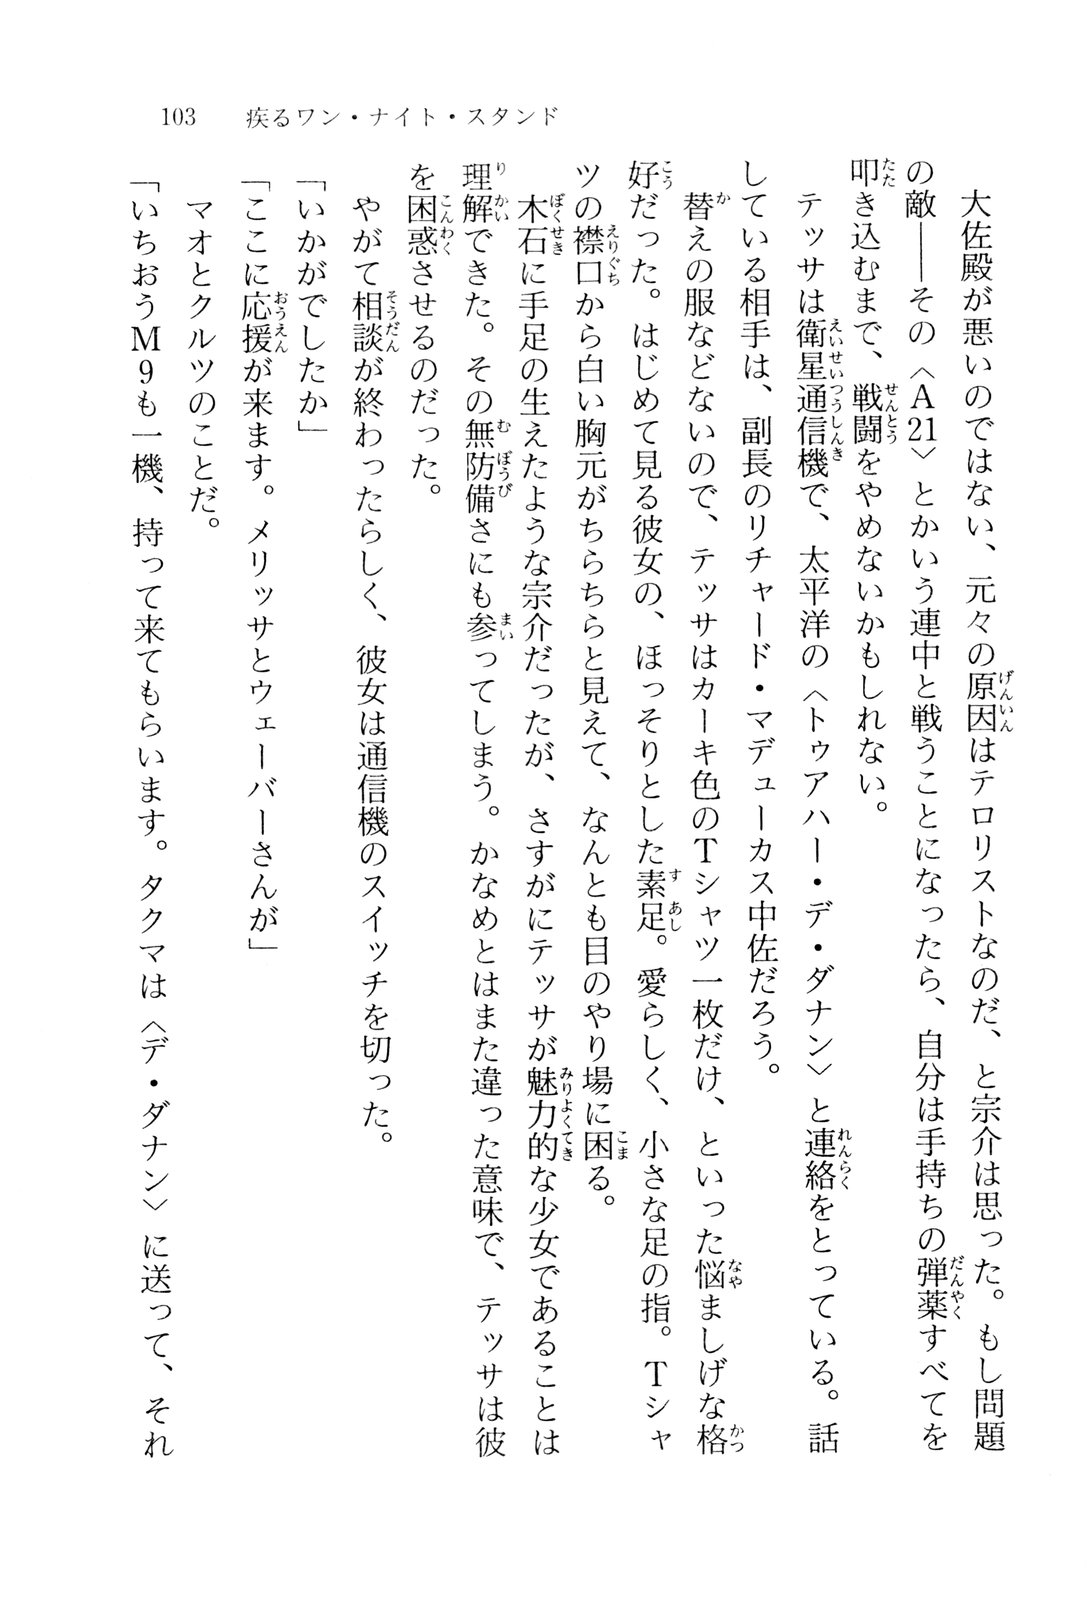 103　疾るワン・ナイト・スタンド
　大佐殿が悪いのではない、元々の原因はテロリストなのだ、と宗介は思った。もし問題
の敵――その〈A21〉とかいう連中と戦うことになったら、自分は手持ちの弾薬すべてを
叩き込むまで、戦闘をやめないかもしれない。
　テッサは衛星通信機で、太平洋の〈トゥアハー・デ・ダナン〉と連絡をとっている。話
している相手は、副長のリチャード・マデューカス中佐だろう。
　替えの服などないので、テッサはカーキ色のTシャツ一枚だけ、といった悩ましげな格
好だった。はじめて見る彼女の、ほっそりとした素足。愛らしく、小さな足の指。Tシャ
ツの襟口から白い胸元がちらちらと見えて、なんとも目のやり場に困る。
　木石に手足の生えたような宗介だったが、さすがにテッサが魅力的な少女であることは
理解できた。その無防備さにも参ってしまう。かなめとはまた違った意味で、テッサは彼
を困惑させるのだった。
　やがて相談が終わったらしく、彼女は通信機のスイッチを切った。
「いかがでしたか」
「ここに応援が来ます。メリッサとウェーバーさんが」
　マオとクルツのことだ。
「いちおうM9も一機、持って来てもらいます。タクマは〈デ・ダナン〉に送って、それ